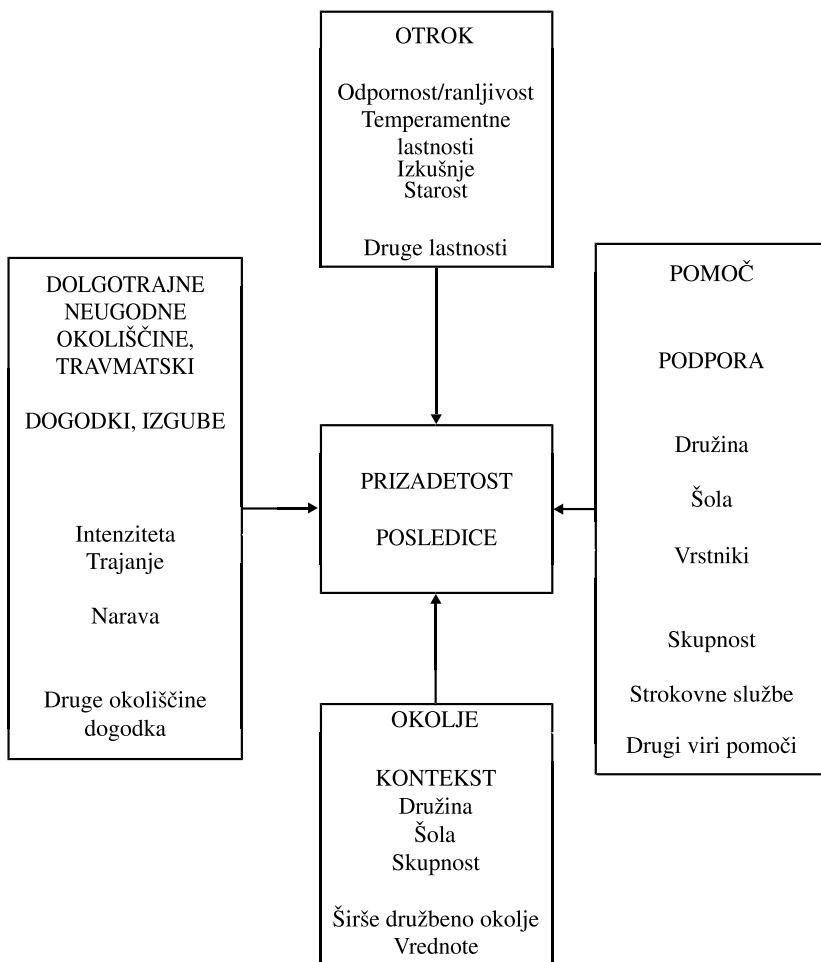 OTROK
Odpornost/ranljivost
Temperamentne
lastnosti
Izkušnje
Starost
Druge lastnosti
DOLGOTRAJNE
NEUGODNE
OKOLIŠČINE,
TRAVMATSKI
DOGODKI, IZGUBE
Intenziteta
Trajanje
Narava
Druge okoliščine
dogodka
PRIZADETOST
POSLEDICE
POMOČ
PODPORA
Družina
Šola
Vrstniki
Skupnost
Strokovne službe
Drugi viri pomoči
OKOLJE
KONTEKST
Družina
Šola
Skupnost
Širše družbeno okolje
Vrednote